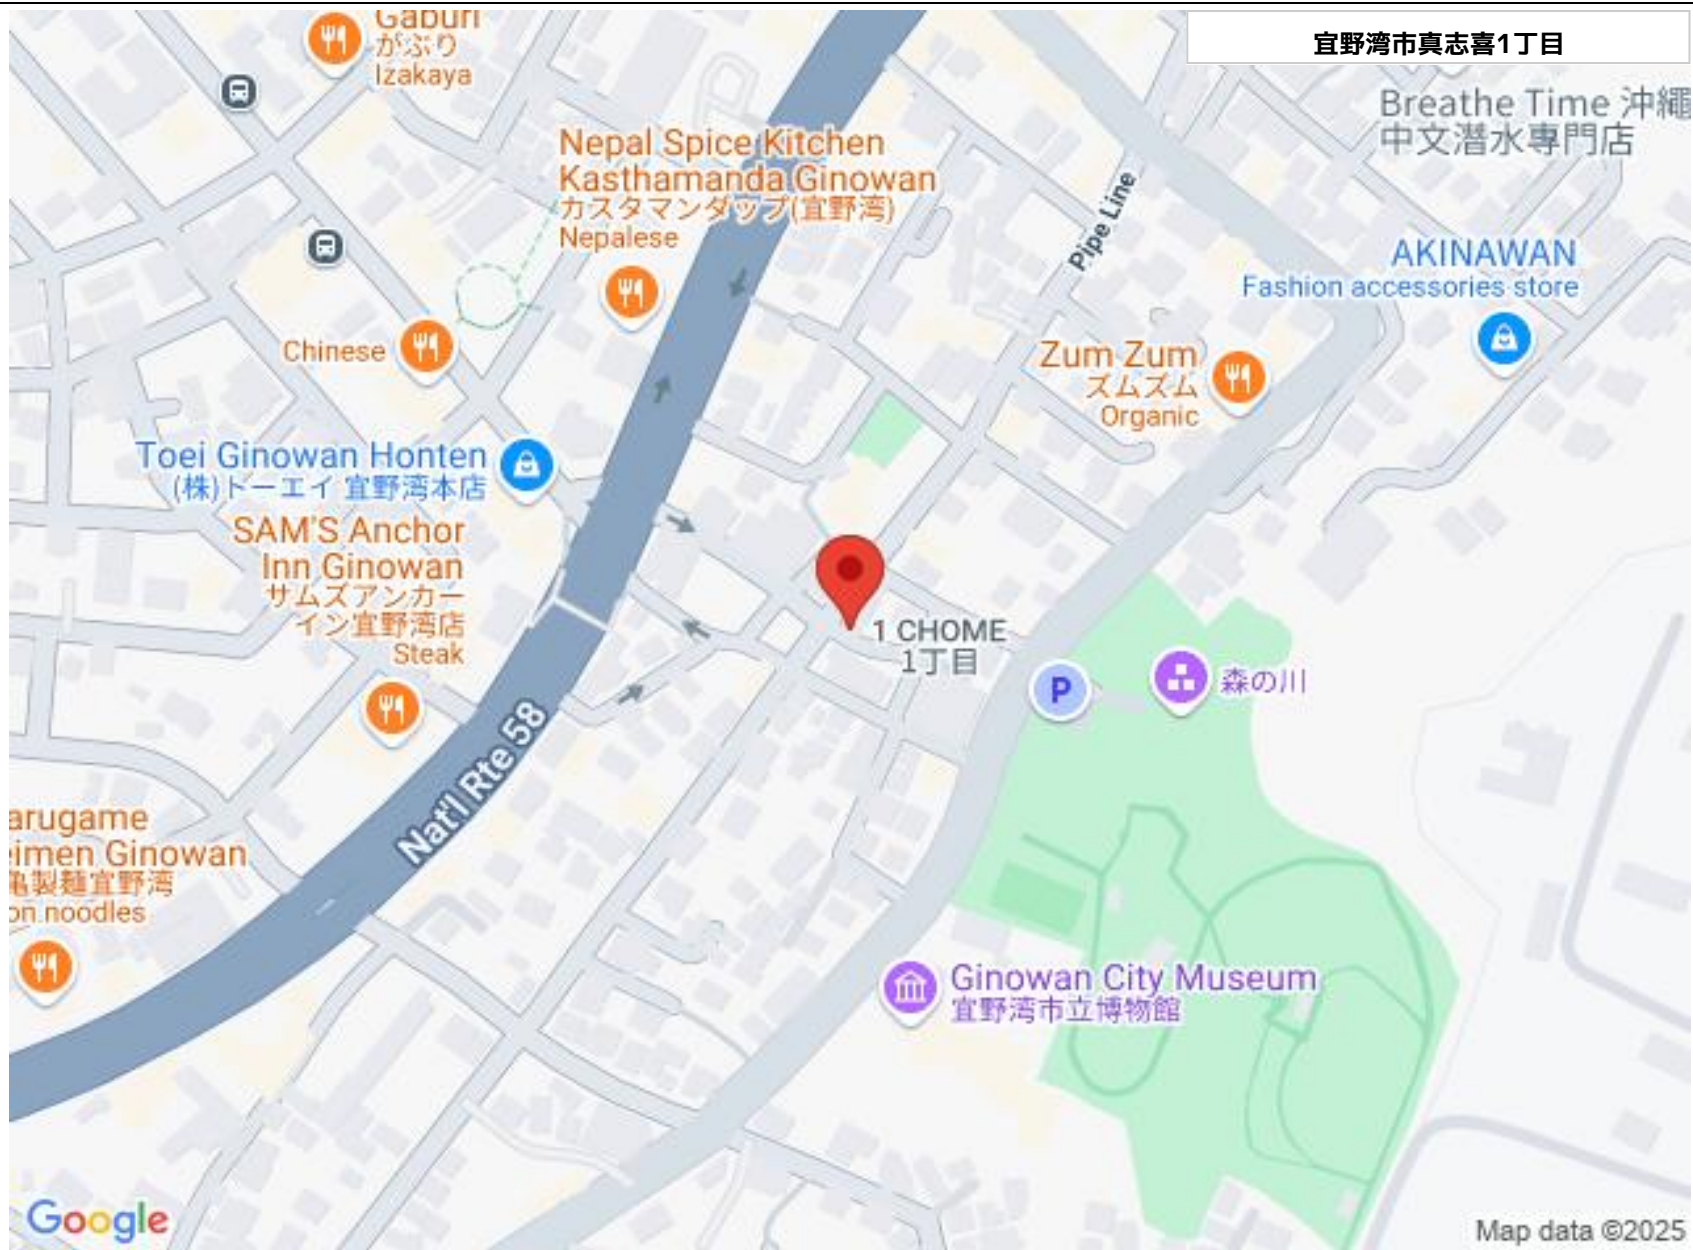 宜野湾市真志喜1丁目
Gaburi
がぶり
Izakaya
Breathe Time 沖繩
中文潛水專門店
Nepal Spice Kitchen
Kasthamanda Ginowan
カスタマンダップ(宜野湾)
Nepalese
Pipe Line
AKINAWAN
Fashion accessories store
Chinese
Zum Zum
ズムズム
Organic
Toei Ginowan Honten
(株)トーエイ 宜野湾本店
SAM'S Anchor
Inn Ginowan
サムズアンカー
イン宜野湾店
Steak
1 CHOME
1丁目
P
森の川
Nat'l Rte 58
arugame
eimen Ginowan
亀製麺宜野湾
on noodles
Ginowan City Museum
宜野湾市立博物館
Google
Map data ©2025